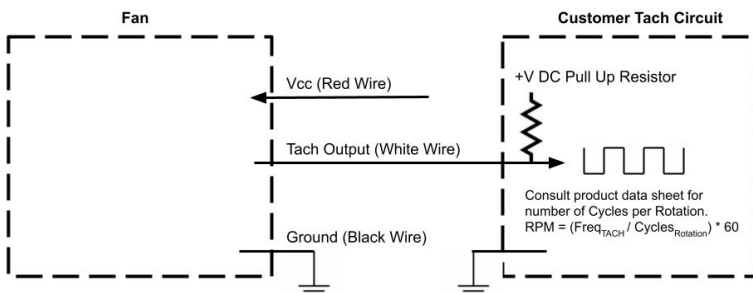 Fan
Customer Tach Circuit
Vcc (Red Wire)
+V DC Pull Up Resistor
Tach Output (White Wire)
Consult product data sheet for
number of Cycles per Rotation.
RPM = (FreqTACH / CyclesRotation) * 60
Ground (Black Wire)